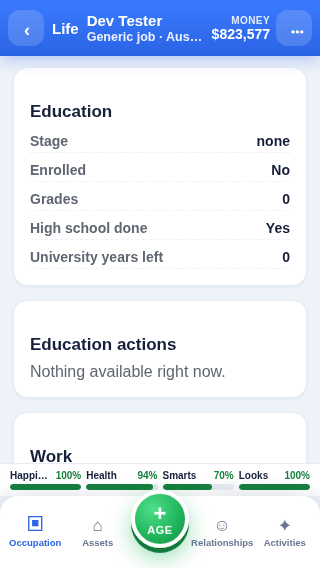 ‹ Life Dev Tester MONEY ...
Generic job · Aus... $823,577
Education
Stage none
Enrolled No
Grades 0
High school done Yes
University years left 0
Education actions
Nothing available right now.
Work
Happi... 100% Health 94% Smarts 70% Looks 100%
+
AGE
Occupation Assets Relationships Activities